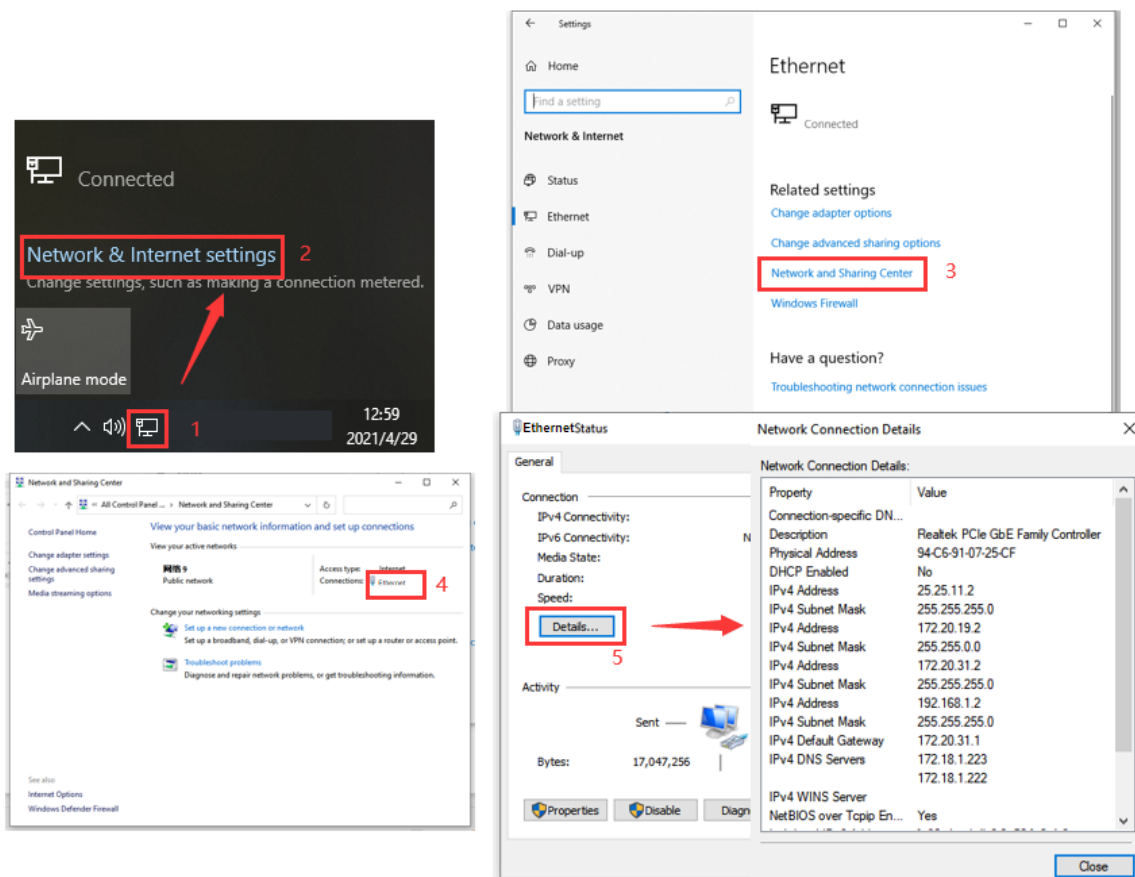 Connected
Network & Internet settings 2
Change settings, such as making a connection metered.
Airplane mode
1
12:59
2021/4/29
Settings
Home
Find a setting
Network & Internet
Status
Ethernet
Dial-up
VPN
Data usage
Proxy
Ethernet
Connected
Related settings
Change adapter options
Change advanced sharing options
Network and Sharing Center 3
Windows Firewall
Have a question?
Troubleshooting network connection issues
Network and Sharing Center
All Control Panel ... Network and Sharing Center
Control Panel Home
Change adapter settings
Change advanced sharing
settings
Media streaming options
See also
Internet Options
Windows Defender Firewall
View your basic network information and set up connections
View your active networks
网络 9
Public network
Access type: Internet
Connections: Ethernet 4
Change your networking settings
Set up a new connection or network
Set up a broadband, dial-up, or VPN connection; or set up a router or access point.
Troubleshoot problems
Diagnose and repair network problems, or get troubleshooting information.
EthernetStatus
General
Connection
IPv4 Connectivity:
IPv6 Connectivity: N
Media State:
Duration:
Speed:
Details...
5
Activity
Sent
Bytes: 17,047,256
Properties Disable Diagn
Network Connection Details
Network Connection Details:
Property Value
Connection-specific DN...
Description Realtek PCIe GbE Family Controller
Physical Address 94-C6-91-07-25-CF
DHCP Enabled No
IPv4 Address 25.25.11.2
IPv4 Subnet Mask 255.255.255.0
IPv4 Address 172.20.19.2
IPv4 Subnet Mask 255.255.0.0
IPv4 Address 172.20.31.2
IPv4 Subnet Mask 255.255.255.0
IPv4 Address 192.168.1.2
IPv4 Subnet Mask 255.255.255.0
IPv4 Default Gateway 172.20.31.1
IPv4 DNS Servers 172.18.1.223
172.18.1.222
IPv4 WINS Server
NetBIOS over Tcpip En... Yes
Close